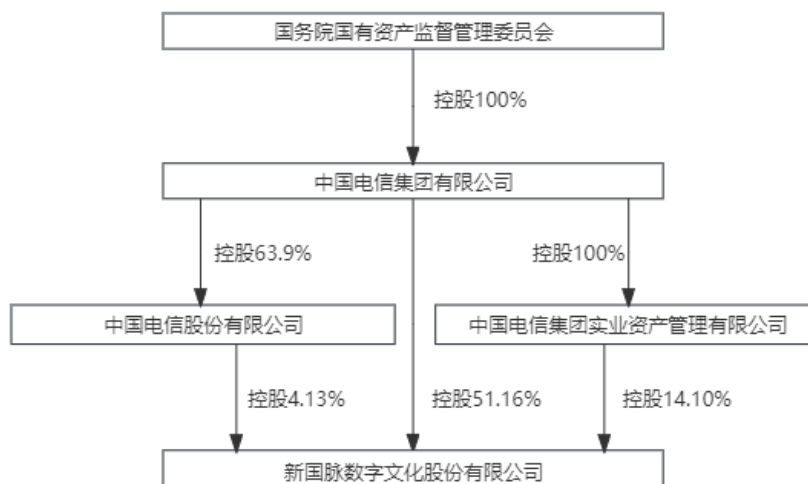 国务院国有资产监督管理委员会
控股100%
中国电信集团有限公司
控股63.9%
控股100%
中国电信股份有限公司
中国电信集团实业资产管理有限公司
控股4.13%
控股51.16%
控股14.10%
新国脉数字文化股份有限公司